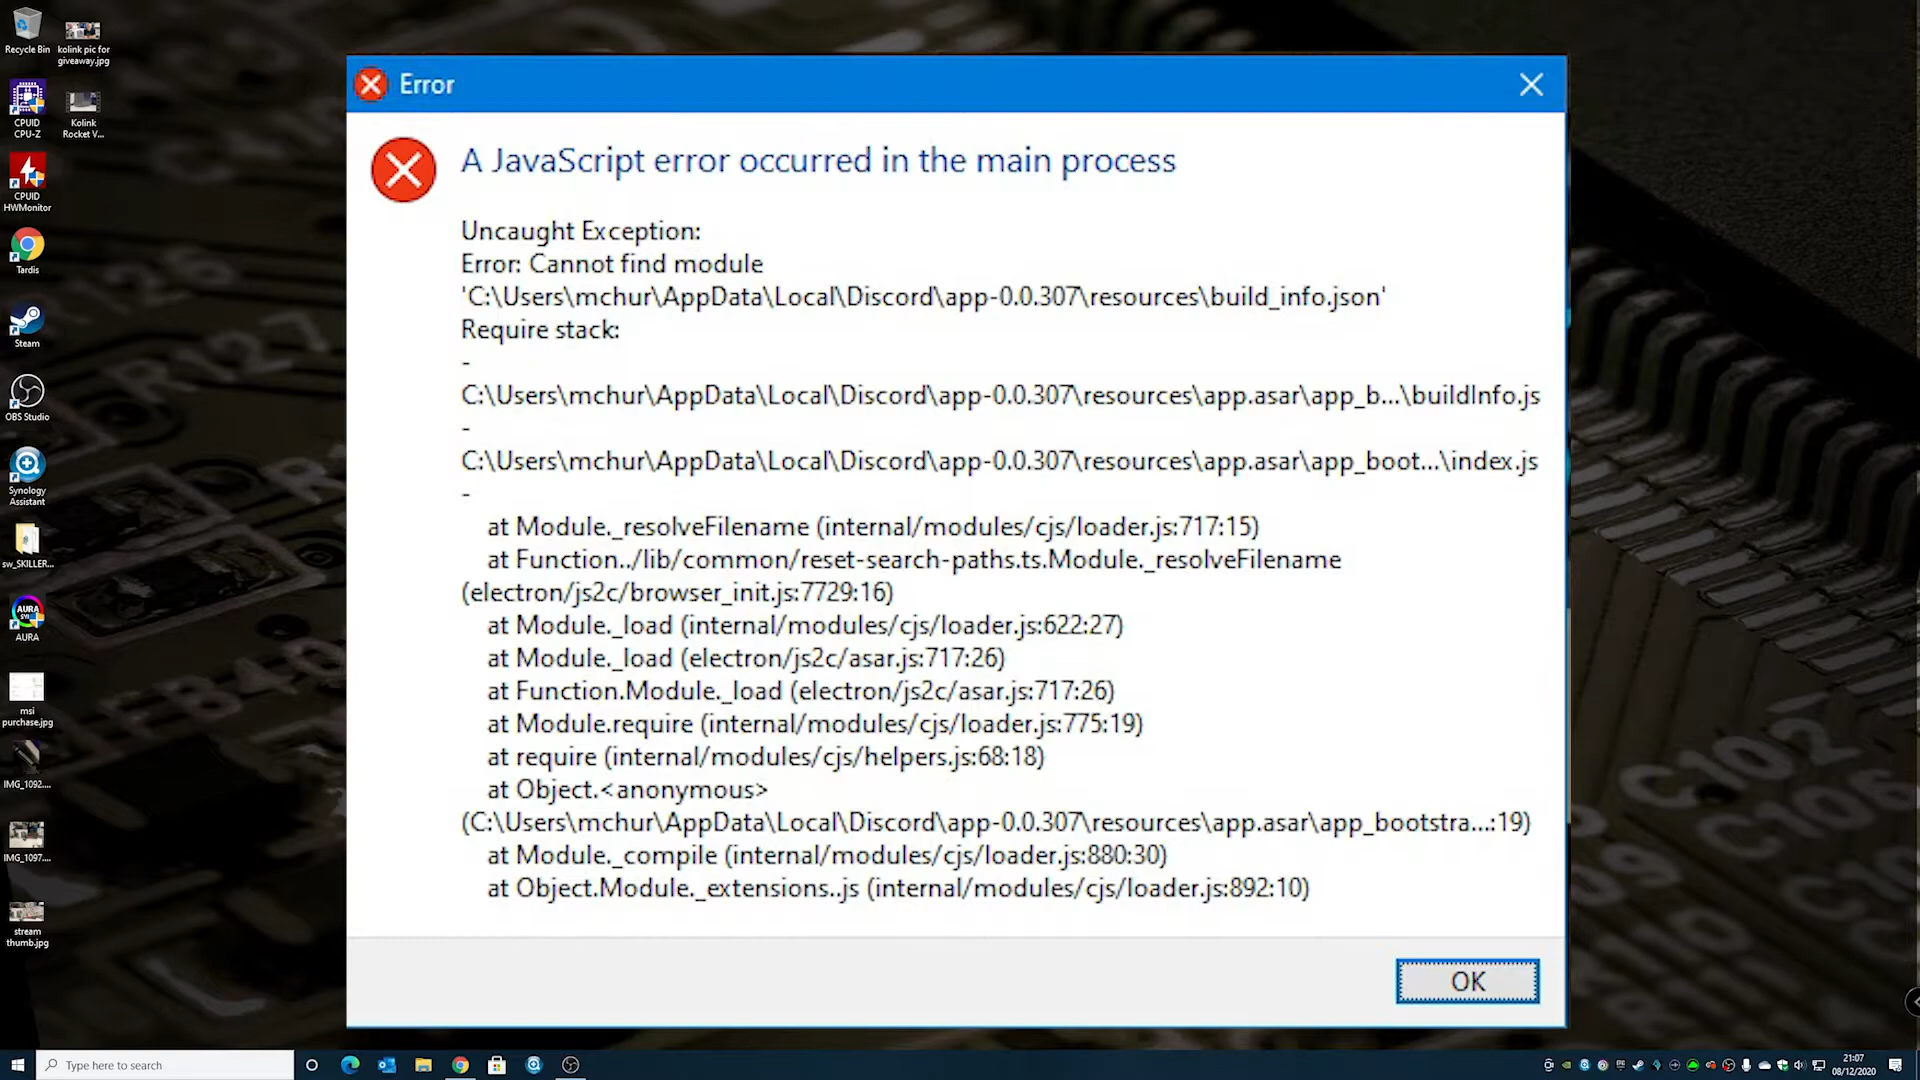 Recycle Bin
kolink pic for
giveaway.jpg
CPUID
CPU-Z
Kolink
Rocket V...
CPUID
HWMonitor
Tardis
Steam
OBS Studio
Synology
Assistant
sw_SKILLER...
AURA
AURA
msi
purchase.jpg
IMG_1092....
IMG_1097....
stream
thumb.jpg
Error
A JavaScript error occurred in the main process
Uncaught Exception:
Error: Cannot find module
'C:\Users\mchur\AppData\Local\Discord\app-0.0.307\resources\build_info.json'
Require stack:
-
C:\Users\mchur\AppData\Local\Discord\app-0.0.307\resources\app.asar\app_b...\buildInfo.js
-
C:\Users\mchur\AppData\Local\Discord\app-0.0.307\resources\app.asar\app_boot...\index.js
-
at Module._resolveFilename (internal/modules/cjs/loader.js:717:15)
at Function../lib/common/reset-search-paths.ts.Module._resolveFilename
(electron/js2c/browser_init.js:7729:16)
at Module._load (internal/modules/cjs/loader.js:622:27)
at Module._load (electron/js2c/asar.js:717:26)
at Function.Module._load (electron/js2c/asar.js:717:26)
at Module.require (internal/modules/cjs/loader.js:775:19)
at require (internal/modules/cjs/helpers.js:68:18)
at Object.<anonymous>
(C:\Users\mchur\AppData\Local\Discord\app-0.0.307\resources\app.asar\app_bootstra...:19)
at Module._compile (internal/modules/cjs/loader.js:880:30)
at Object.Module._extensions..js (internal/modules/cjs/loader.js:892:10)
OK
R126
R127
FB48
C102
C106
Type here to search
21:07
08/12/2020